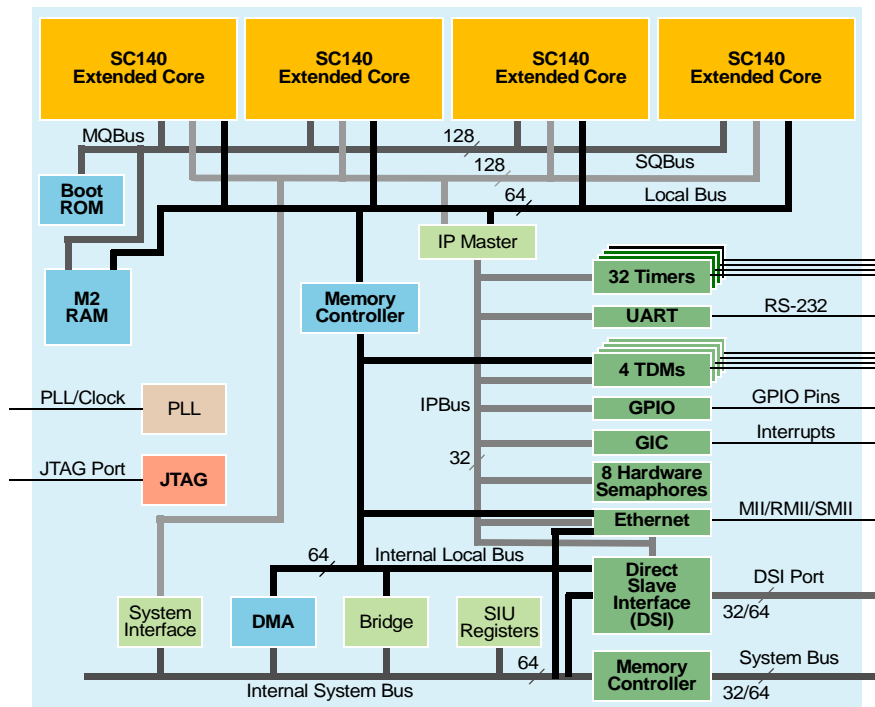 SC140
Extended Core
SC140
Extended Core
SC140
Extended Core
SC140
Extended Core
MQBus
128
128
SQBus
Boot
ROM
64
Local Bus
IP Master
M2
RAM
Memory
Controller
32 Timers
UART
RS-232
4 TDMs
PLL/Clock
PLL
IPBus
GPIO
GPIO Pins
GIC
Interrupts
32
JTAG Port
JTAG
8 Hardware
Semaphores
Ethernet
MII/RMII/SMII
64
Internal Local Bus
Direct
Slave
Interface
(DSI)
DSI Port
32/64
System
Interface
DMA
Bridge
SIU
Registers
64
Internal System Bus
Memory
Controller
System Bus
32/64